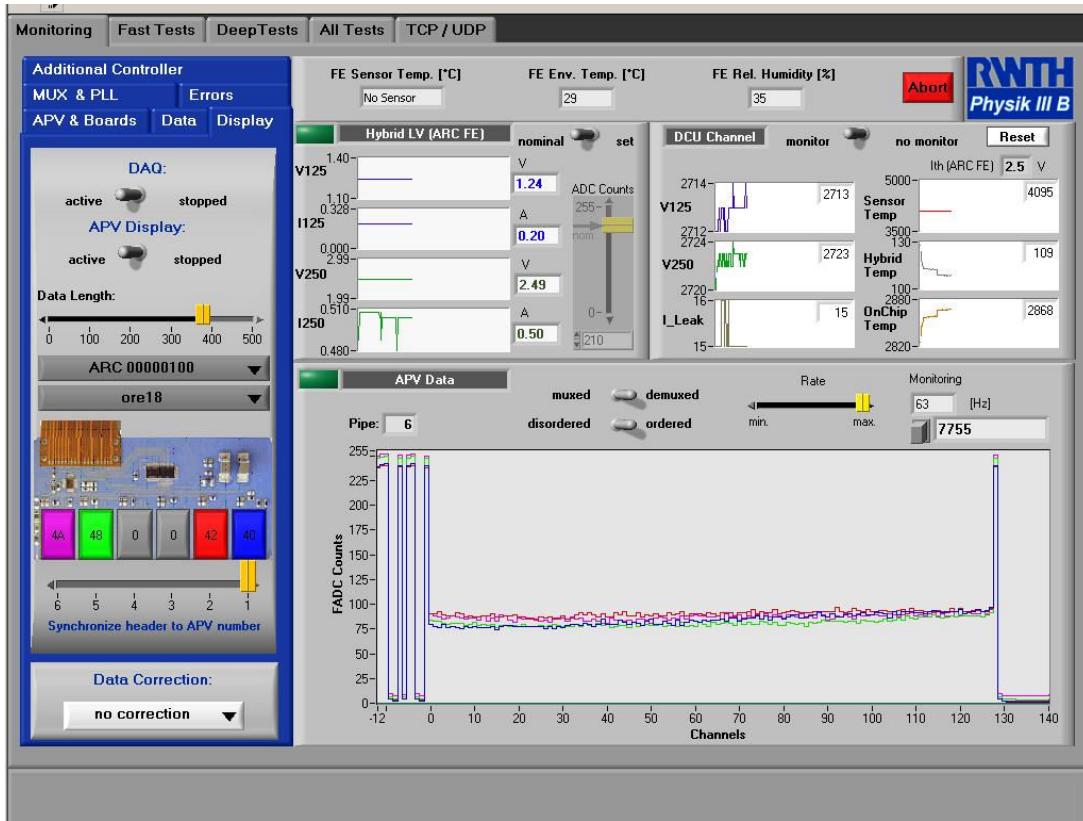 Monitoring Fast Tests DeepTests All Tests TCP / UDP
Additional Controller
MUX & PLL Errors
APV & Boards Data Display
DAQ:
active stopped
APV Display:
active stopped
Data Length:
0 100 200 300 400 500
ARC 00000100
ore18
4A 48 0 0 42 40
6 5 4 3 2 1
Synchronize header to APV number
Data Correction:
no correction
FE Sensor Temp. [°C] FE Env. Temp. [°C] FE Rel. Humidity [%]
No Sensor 29 35
Abort
RWTH
Physik III B
Hybrid LV (ARC FE)
nominal set
V125 1.40 1.10 V 1.24
I125 0.328 0.000 A 0.20
V250 2.99 1.99 V 2.49
I250 0.510 0.480 A 0.50
ADC Counts
255
nom
0
210
DCU Channel monitor no monitor Reset
Ith (ARC FE) 2.5 V
V125 2714 2712 2713
V250 2724 2720 2723
I_Leak 16 15 15
Sensor Temp 5000 3500 4095
Hybrid Temp 130 100 109
OnChip Temp 2880 2820 2868
APV Data
muxed demuxed
disordered ordered
Pipe: 6
Rate
min. max.
Monitoring
63 [Hz]
7755
FADC Counts
255
225
200
175
150
125
100
75
50
25
0
-12 0 10 20 30 40 50 60 70 80 90 100 110 120 130 140
Channels